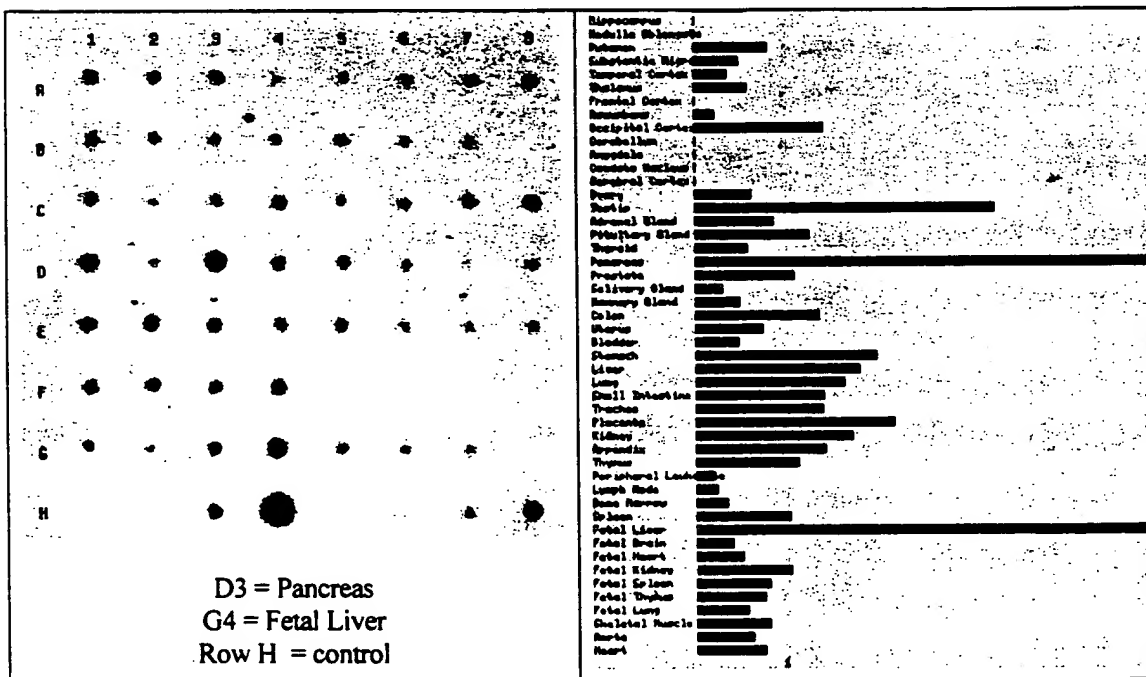 1 2 3 4 5 6 7 8
A
B
C
D
E
F
G
H
D3 = Pancreas
G4 = Fetal Liver
Row H = control
Hippocampus
Medulla Oblongata
Putamen
Substantia Nigra
Temporal Cortex
Thalamus
Frontal Cortex
Occipital Cortex
Cerebellum
Amygdala
Caudate Nucleus
Cerebral Cortex
Ovary
Testis
Adrenal Gland
Pituitary Gland
Thyroid
Pancreas
Prostate
Salivary Gland
Mammary Gland
Colon
Uterus
Bladder
Stomach
Liver
Lung
Small Intestine
Trachea
Placenta
Kidney
Appendix
Thymus
Peripheral
Lymph Node
Bone Marrow
Spleen
Fetal Liver
Fetal Brain
Fetal Heart
Fetal Kidney
Fetal Spleen
Fetal Thymus
Fetal Lung
Skeletal Muscle
Aorta
Heart